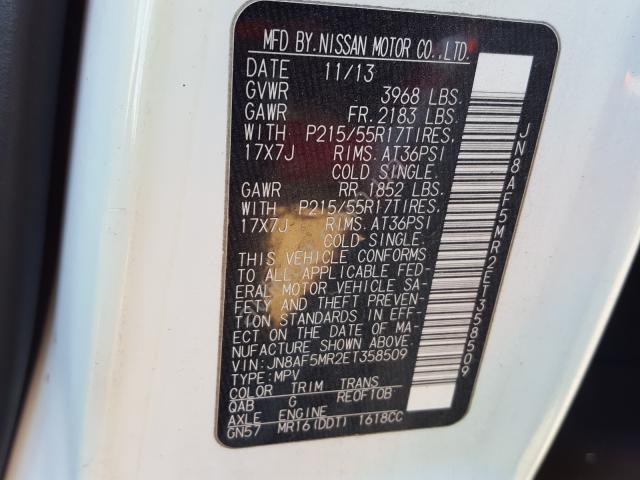 MFD BY. NISSAN MOTOR CO., LTD.
DATE 11/13
GVWR 3968 LBS.
GAWR FR. 2183 LBS.
WITH P215/55R17TIRES.
17X7J RIMS. AT36PSI
COLD SINGLE.
GAWR RR. 1852 LBS.
WITH P215/55R17TIRES.
17X7J RIMS. AT36PSI
COLD SINGLE.
THIS VEHICLE CONFORMS
TO ALL APPLICABLE FED-
ERAL MOTOR VEHICLE SA-
FETY AND THEFT PREVEN-
TION STANDARDS IN EFF-
ECT ON THE DATE OF MA-
NUFACTURE SHOWN ABOVE.
VIN: JN8AF5MR2ET358509
TYPE: MPV
COLOR TRIM TRANS
QAB G RE0F10B
AXLE ENGINE
GN57 MR16(DDT) 1618CC
JN8AF5MR2ET358509